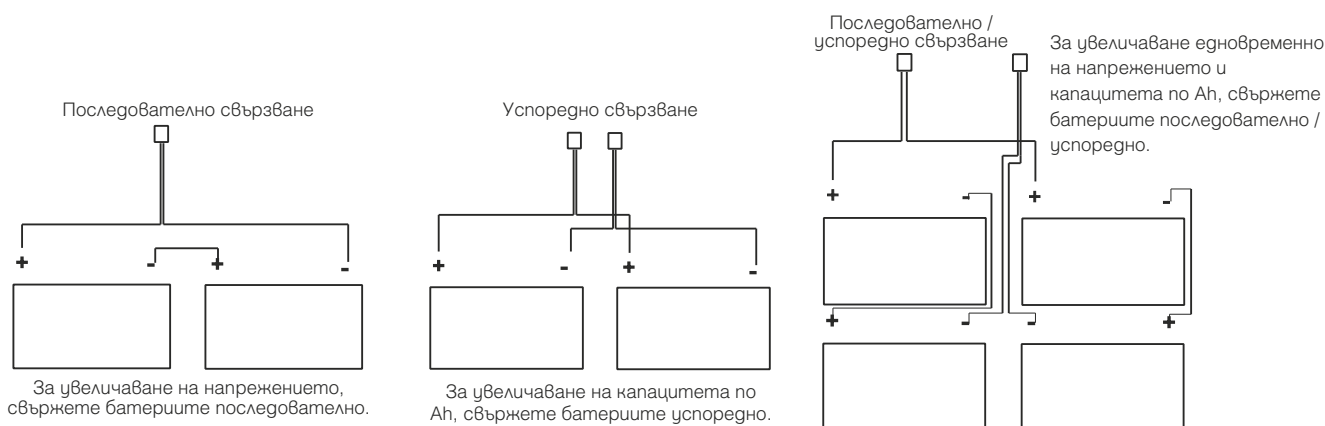 Последователно свързване
+
-
+
-
За увеличаване на напрежението,
свържете батериите последователно.
Успоредно свързване
+
-
+
-
За увеличаване на капацитета по
Ah, свържете батериите успоредно.
Последователно /
успоредно свързване
За увеличаване едновременно
на напрежението и
капацитета по Ah, свържете
батериите последователно /
успоредно.
+
-
+
-
+
-
-
+